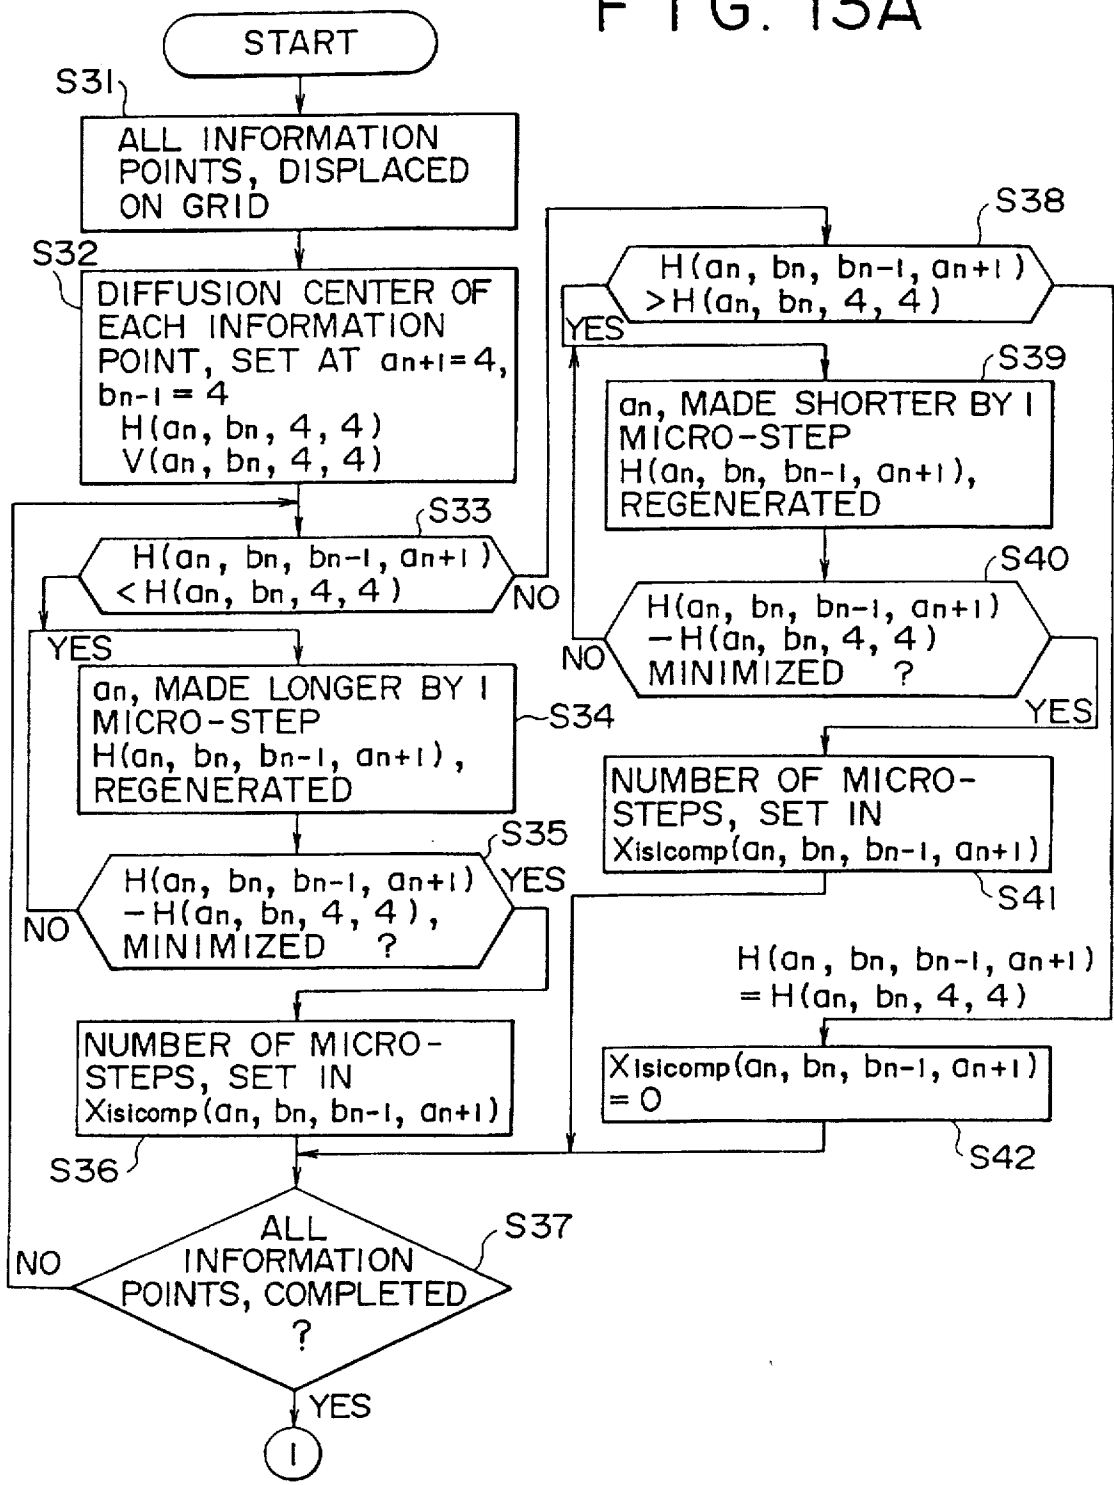 FIG. 13A
START
S31
ALL INFORMATION
POINTS, DISPLACED
ON GRID
S32
DIFFUSION CENTER OF
EACH INFORMATION
POINT, SET AT an+1=4,
bn-1=4
H(an, bn, 4, 4)
V(an, bn, 4, 4)
S33
H(an, bn, bn-1, an+1)
<H(an, bn, 4, 4)
NO
YES
an, MADE LONGER BY 1
MICRO-STEP
H(an, bn, bn-1, an+1),
REGENERATED
S34
S35
H(an, bn, bn-1, an+1)
-H(an, bn, 4, 4),
MINIMIZED ?
YES
NO
NUMBER OF MICRO-
STEPS, SET IN
Xisicomp(an, bn, bn-1, an+1)
S36
S37
ALL
INFORMATION
POINTS, COMPLETED
?
NO
YES
1
S38
H(an, bn, bn-1, an+1)
>H(an, bn, 4, 4)
YES
S39
an, MADE SHORTER BY 1
MICRO-STEP
H(an, bn, bn-1, an+1),
REGENERATED
S40
H(an, bn, bn-1, an+1)
-H(an, bn, 4, 4)
MINIMIZED ?
NO
YES
NUMBER OF MICRO-
STEPS, SET IN
Xisicomp(an, bn, bn-1, an+1)
S41
H(an, bn, bn-1, an+1)
=H(an, bn, 4, 4)
Xisicomp(an, bn, bn-1, an+1)
=0
S42